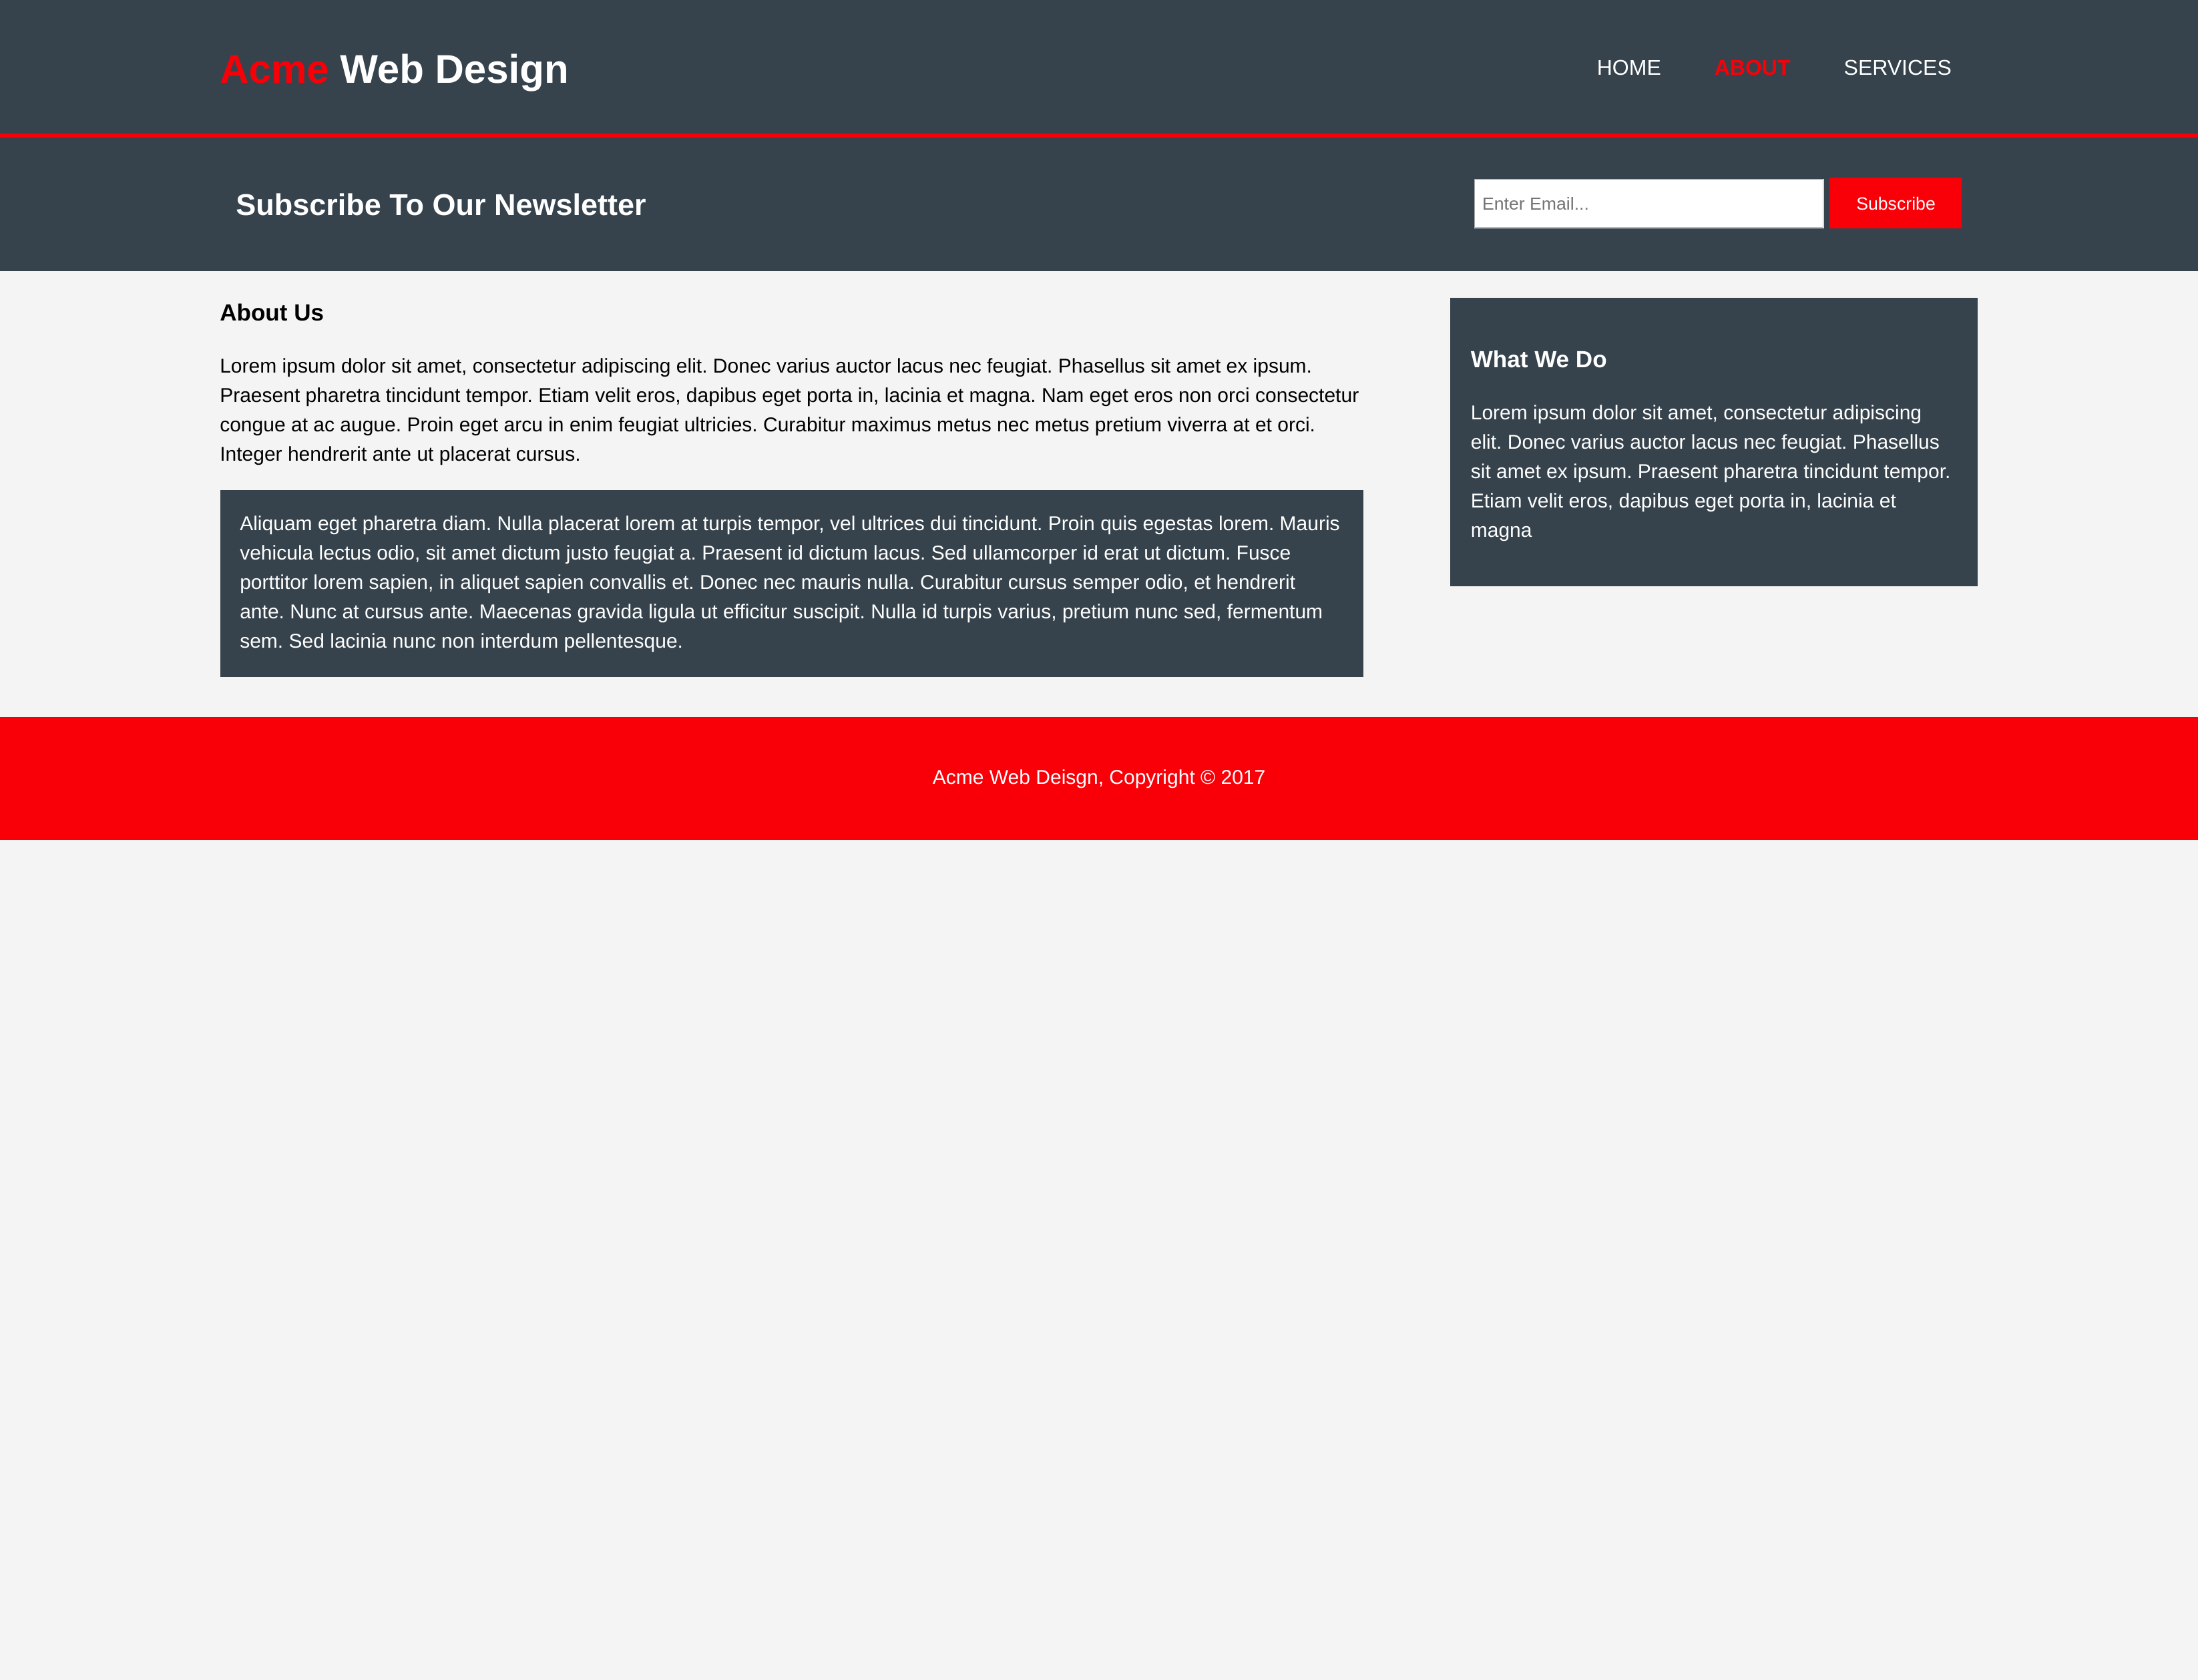 Acme Web Design
HOME ABOUT SERVICES
Subscribe To Our Newsletter
Enter Email...
Subscribe
About Us
Lorem ipsum dolor sit amet, consectetur adipiscing elit. Donec varius auctor lacus nec feugiat. Phasellus sit amet ex ipsum.
Praesent pharetra tincidunt tempor. Etiam velit eros, dapibus eget porta in, lacinia et magna. Nam eget eros non orci consectetur
congue at ac augue. Proin eget arcu in enim feugiat ultricies. Curabitur maximus metus nec metus pretium viverra at et orci.
Integer hendrerit ante ut placerat cursus.
Aliquam eget pharetra diam. Nulla placerat lorem at turpis tempor, vel ultrices dui tincidunt. Proin quis egestas lorem. Mauris
vehicula lectus odio, sit amet dictum justo feugiat a. Praesent id dictum lacus. Sed ullamcorper id erat ut dictum. Fusce
porttitor lorem sapien, in aliquet sapien convallis et. Donec nec mauris nulla. Curabitur cursus semper odio, et hendrerit
ante. Nunc at cursus ante. Maecenas gravida ligula ut efficitur suscipit. Nulla id turpis varius, pretium nunc sed, fermentum
sem. Sed lacinia nunc non interdum pellentesque.
What We Do
Lorem ipsum dolor sit amet, consectetur adipiscing
elit. Donec varius auctor lacus nec feugiat. Phasellus
sit amet ex ipsum. Praesent pharetra tincidunt tempor.
Etiam velit eros, dapibus eget porta in, lacinia et
magna
Acme Web Deisgn, Copyright © 2017